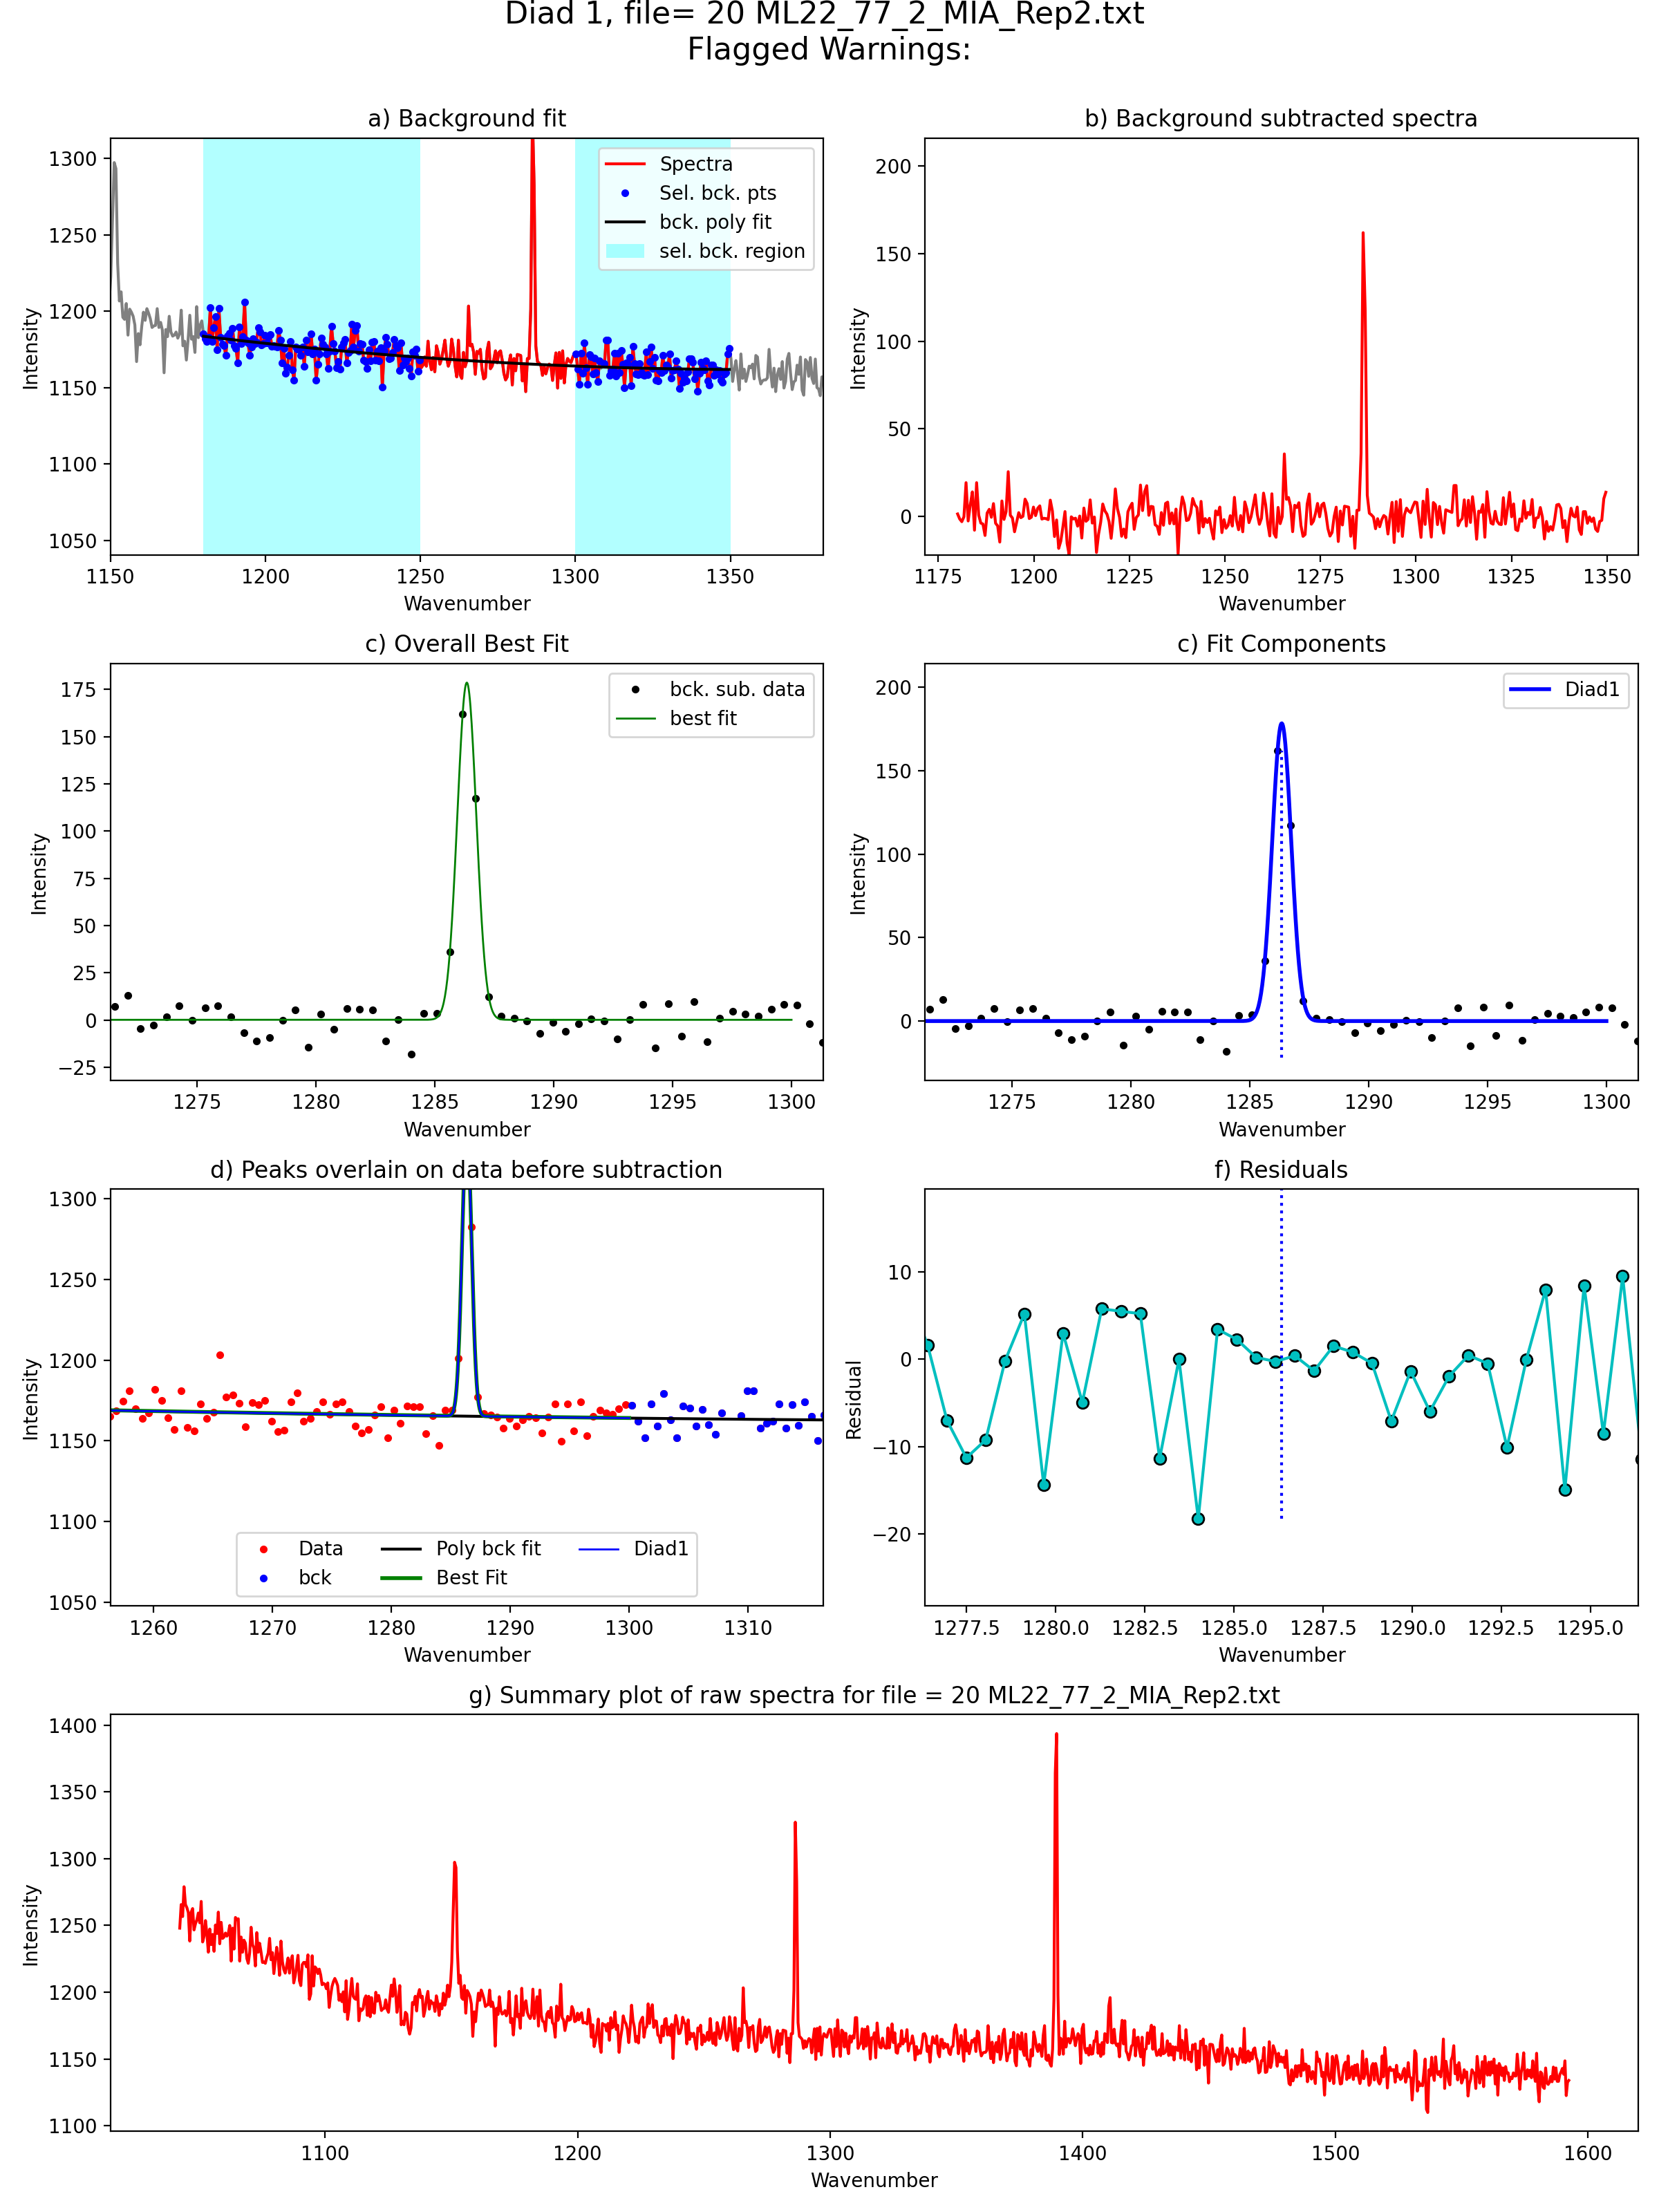 Diad 1, file= 20 ML22_77_2_MIA_Rep2.txt
Flagged Warnings:
a) Background fit
Intensity
1300
1250
1200
1150
1100
1050
Spectra
Sel. bck. pts
bck. poly fit
sel. bck. region
1150 1200 1250 1300 1350
Wavenumber
b) Background subtracted spectra
Intensity
200
150
100
50
0
1175 1200 1225 1250 1275 1300 1325 1350
Wavenumber
c) Overall Best Fit
Intensity
175
150
125
100
75
50
25
0
−25
bck. sub. data
best fit
1275 1280 1285 1290 1295 1300
Wavenumber
c) Fit Components
Intensity
200
150
100
50
0
Diad1
1275 1280 1285 1290 1295 1300
Wavenumber
d) Peaks overlain on data before subtraction
Intensity
1300
1250
1200
1150
1100
1050
Data Poly bck fit Diad1
bck Best Fit
1260 1270 1280 1290 1300 1310
Wavenumber
f) Residuals
Residual
10
0
−10
−20
1277.5 1280.0 1282.5 1285.0 1287.5 1290.0 1292.5 1295.0
Wavenumber
g) Summary plot of raw spectra for file = 20 ML22_77_2_MIA_Rep2.txt
Intensity
1400
1350
1300
1250
1200
1150
1100
1100 1200 1300 1400 1500 1600
Wavenumber